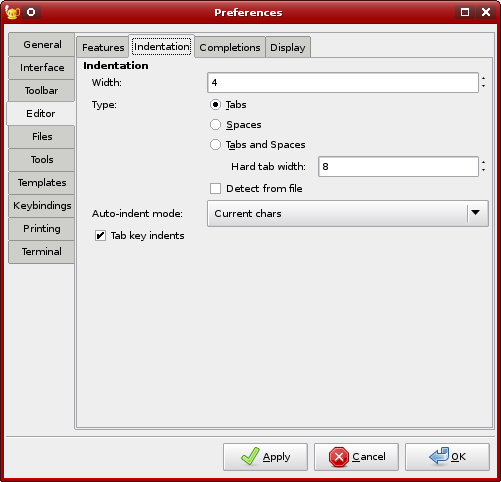 Preferences
General
Interface
Toolbar
Editor
Files
Tools
Templates
Keybindings
Printing
Terminal
Features Indentation Completions Display
Indentation
Width: 4
Type: Tabs
Spaces
Tabs and Spaces
Hard tab width: 8
Detect from file
Auto-indent mode: Current chars
Tab key indents
Apply Cancel OK